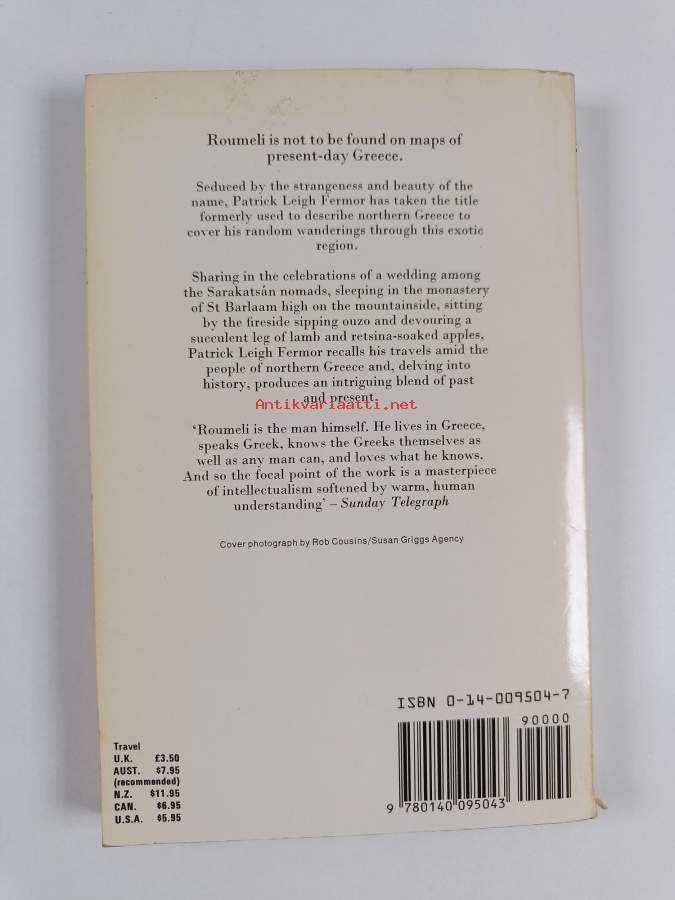 Roumeli is not to be found on maps of
present-day Greece.
Seduced by the strangeness and beauty of the
name, Patrick Leigh Fermor has taken the title
formerly used to describe northern Greece to
cover his random wanderings through this exotic
region.
Sharing in the celebrations of a wedding among
the Sarakatsán nomads, sleeping in the monastery
of St Barlaam high on the mountainside, sitting
by the fireside sipping ouzo and devouring a
succulent leg of lamb and retsina-soaked apples,
Patrick Leigh Fermor recalls his travels amid the
people of northern Greece and, delving into
history, produces an intriguing blend of past
and present.
Antikvariaatti.net
‘Roumeli is the man himself. He lives in Greece,
speaks Greek, knows the Greeks themselves as
well as any man can, and loves what he knows.
And so the focal point of the work is a masterpiece
of intellectualism softened by warm, human
understanding’ – Sunday Telegraph
Cover photograph by Rob Cousins/Susan Griggs Agency
ISBN 0-14-009504-7
90000
9 780140 095043
Travel
U.K. £3.50
AUST. $7.95
(recommended)
N.Z. $11.95
CAN. $6.95
U.S.A. $5.95